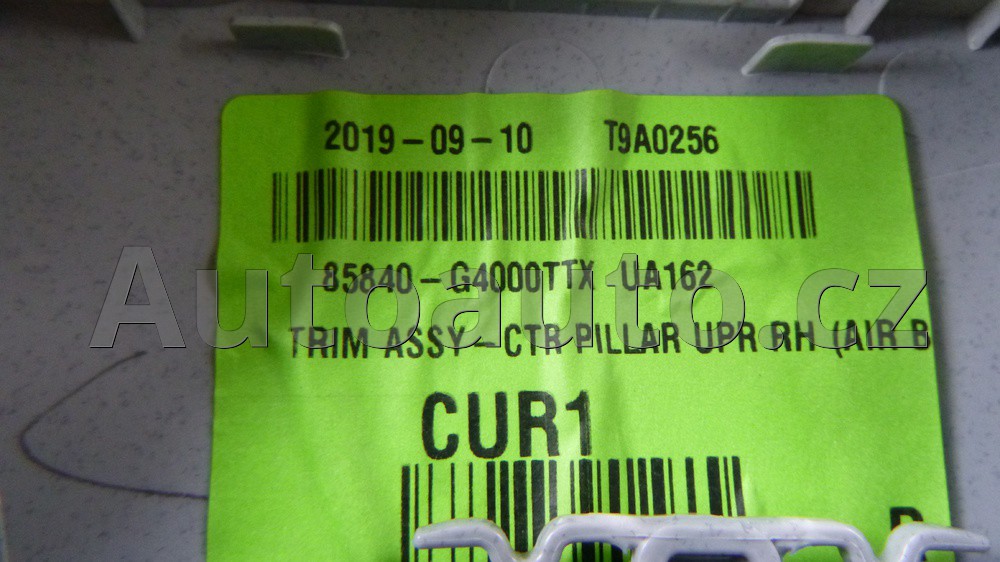 2019-09-10 T9A0256
85840-G4000TTX UA162
Autoauto.cz
TRIM ASSY-CTR PILLAR UPR RH (AIR B
CUR1